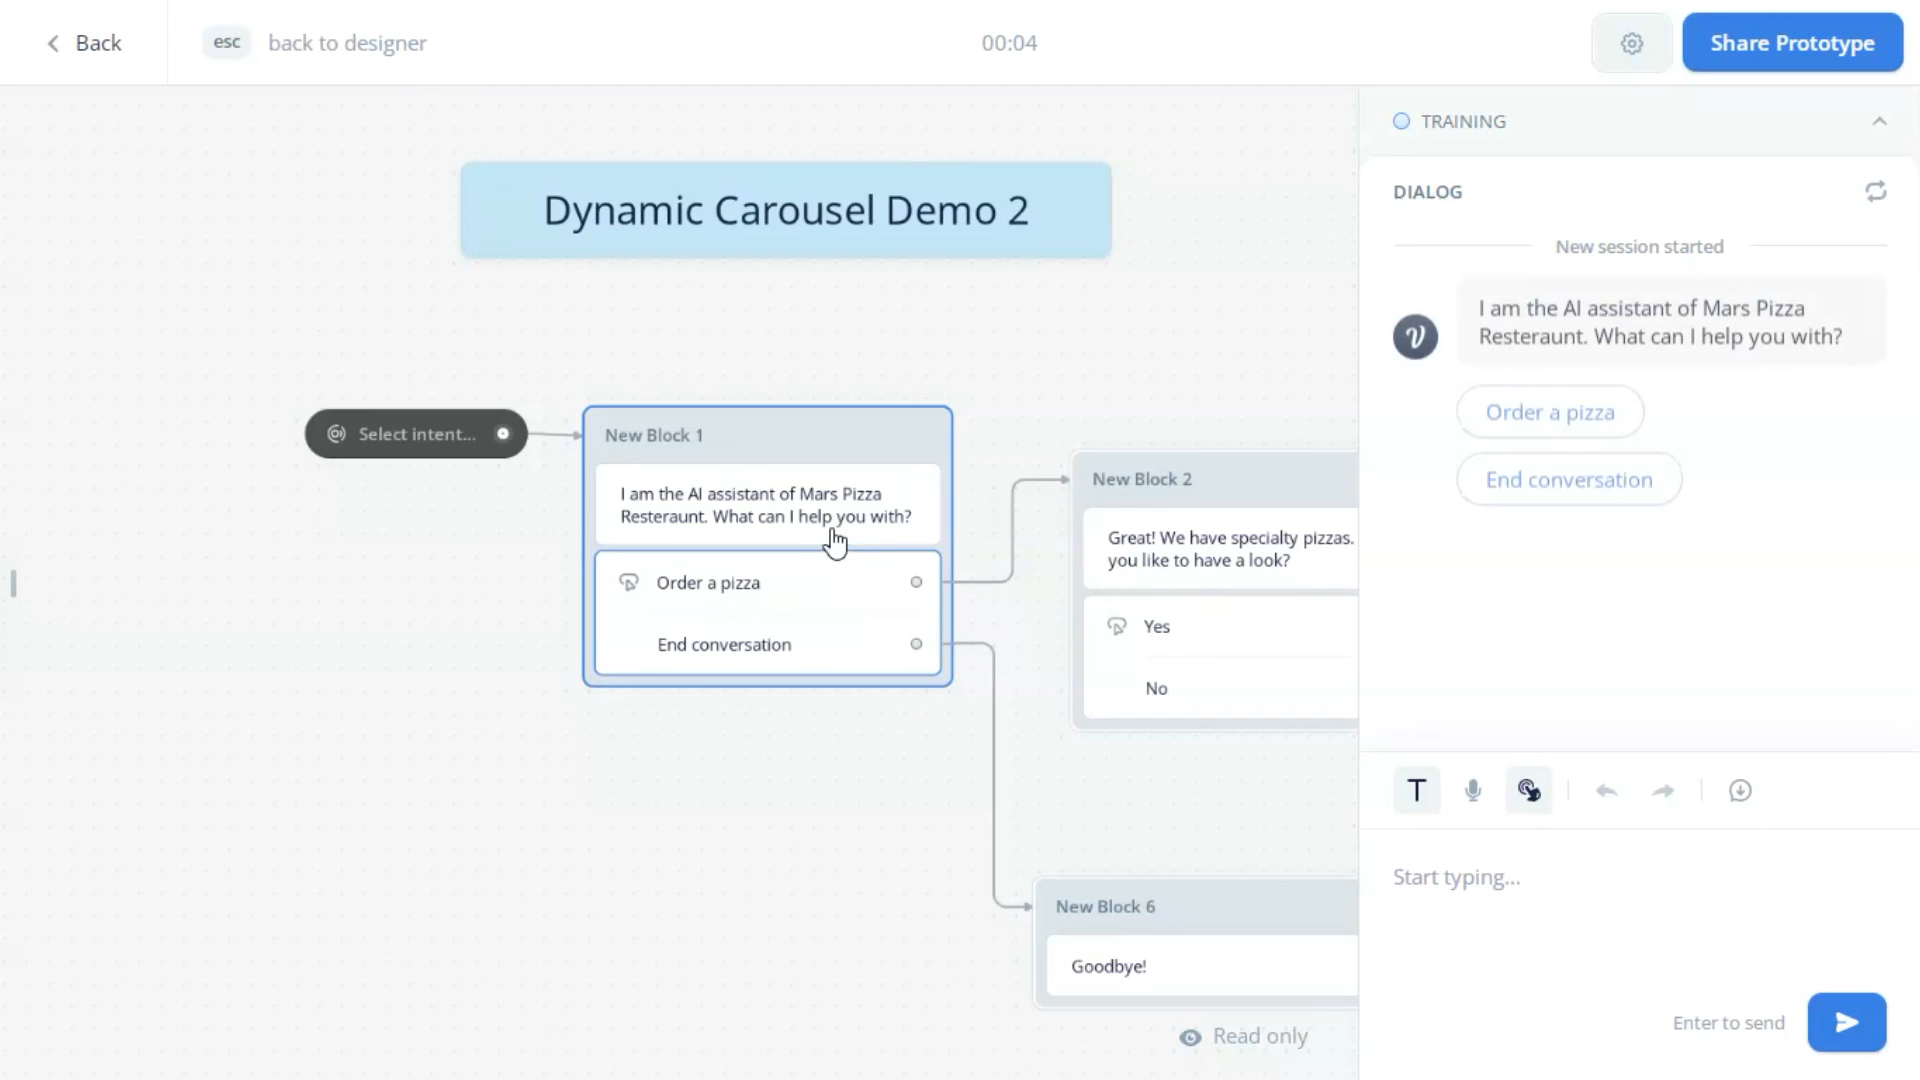 Back
esc back to designer
00:04
Share Prototype
TRAINING
DIALOG
New session started
I am the AI assistant of Mars Pizza
Resteraunt. What can I help you with?
Order a pizza
End conversation
Dynamic Carousel Demo 2
Select intent...
New Block 1
I am the AI assistant of Mars Pizza
Resteraunt. What can I help you with?
Order a pizza
End conversation
New Block 2
Great! We have specialty pizzas.
you like to have a look?
Yes
No
New Block 6
Goodbye!
Read only
T
Start typing...
Enter to send